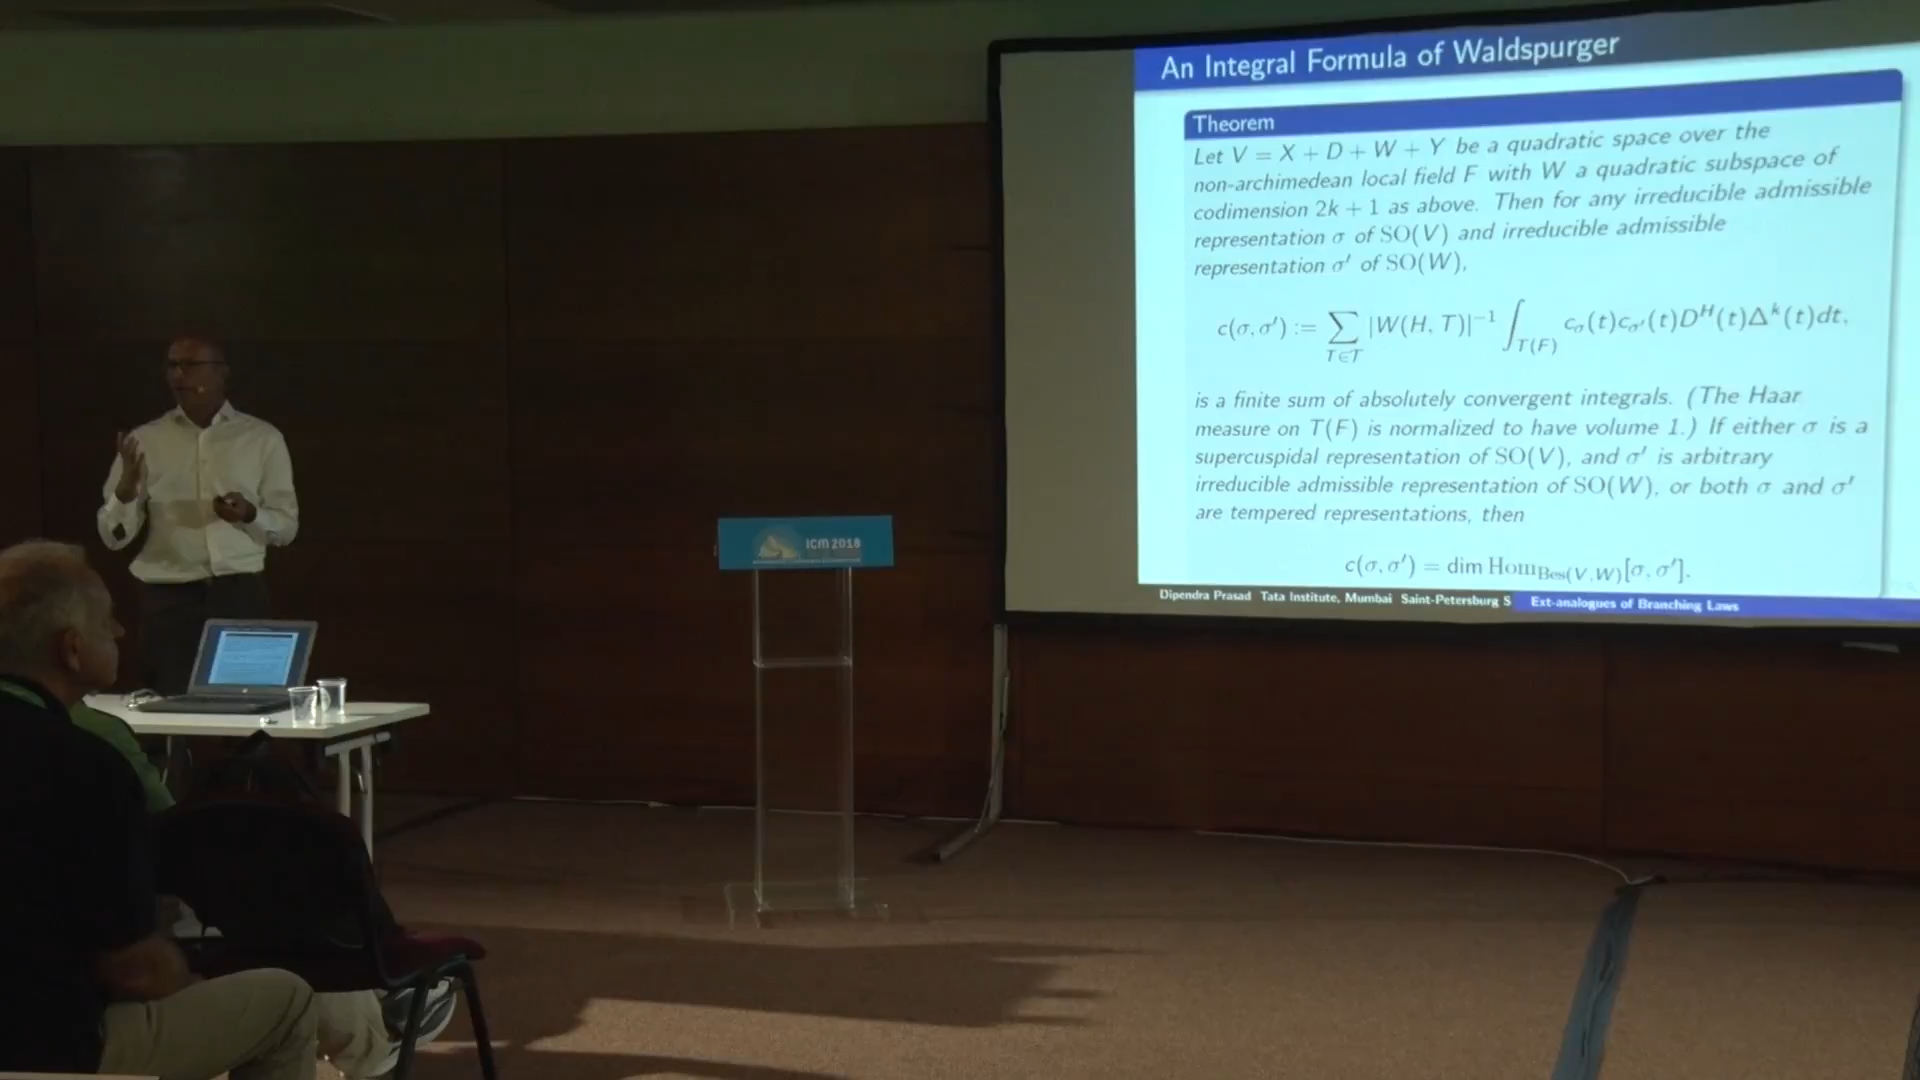 An Integral Formula of Waldspurger
Theorem
Let V = X + D + W + Y be a quadratic space over the
non-archimedean local field F with W a quadratic subspace of
codimension 2k + 1 as above. Then for any irreducible admissible
representation σ of SO(V) and irreducible admissible
representation σ′ of SO(W),
c(σ, σ′) := ∑_{T∈T} |W(H, T)|⁻¹ ∫_{T(F)} c_σ(t)c_σ′(t)D^H(t)Δ^k(t)dt,
is a finite sum of absolutely convergent integrals. (The Haar
measure on T(F) is normalized to have volume 1.) If either σ is a
supercuspidal representation of SO(V), and σ′ is arbitrary
irreducible admissible representation of SO(W), or both σ and σ′
are tempered representations, then
c(σ, σ′) = dim Hom_{Bes(V,W)}[σ, σ′].
Dipendra Prasad Tata Institute, Mumbai Saint-Petersburg S Ext-analogues of Branching Laws
ICM 2018